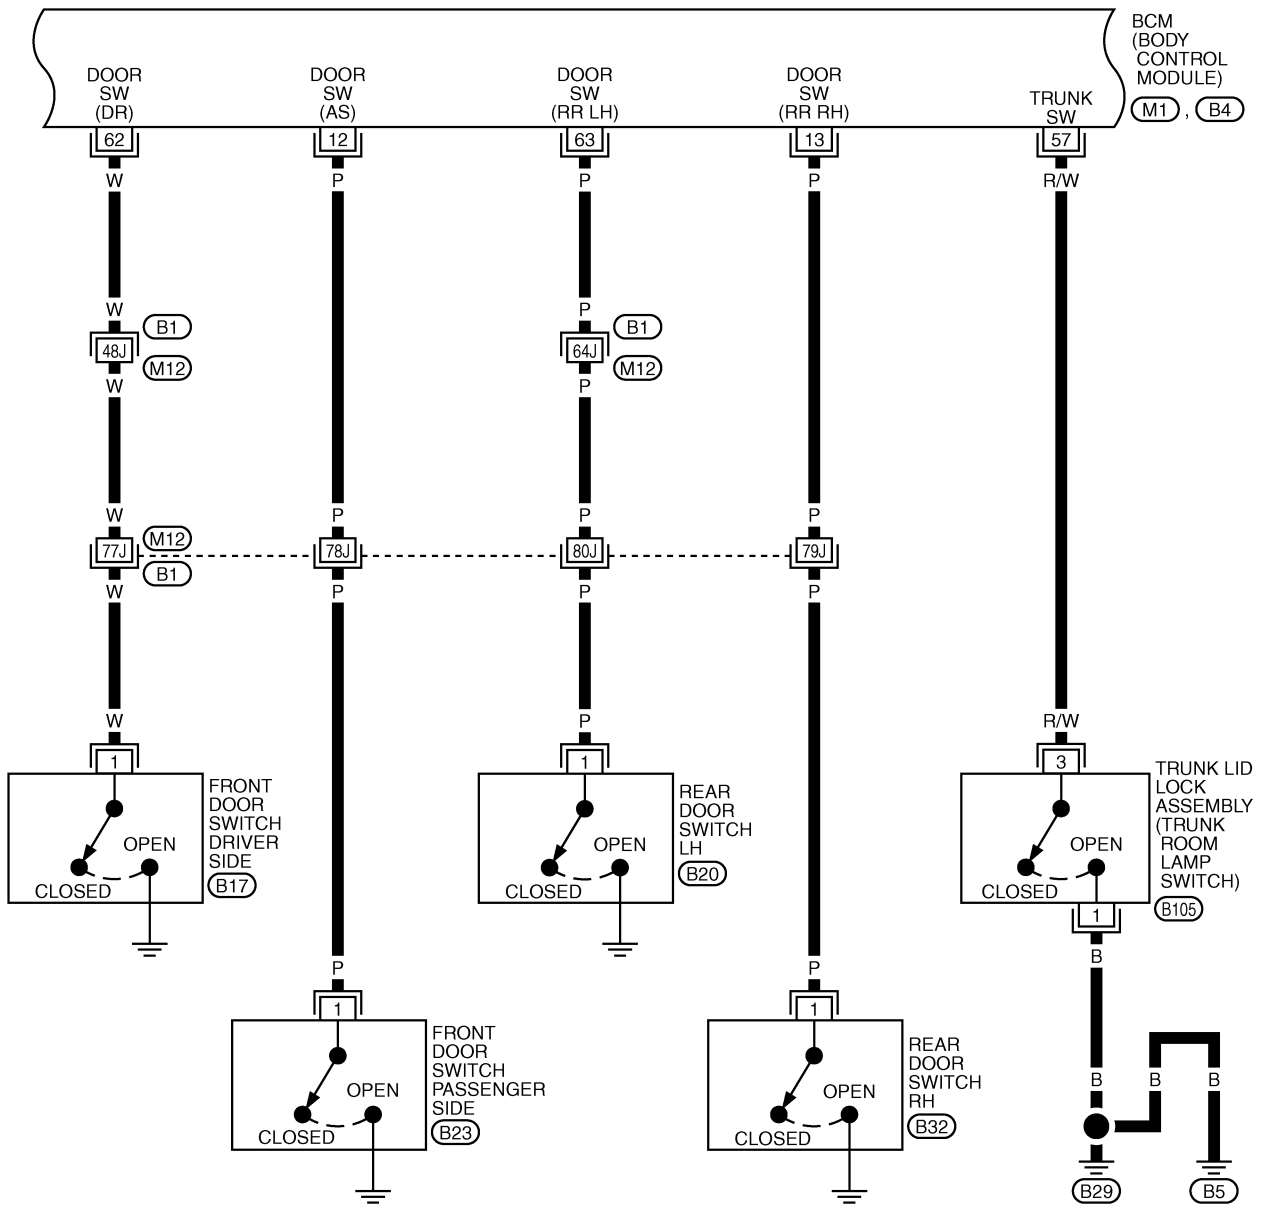 BCM
(BODY
CONTROL
MODULE)
M1 , B4
DOOR
SW
(DR)
DOOR
SW
(AS)
DOOR
SW
(RR LH)
DOOR
SW
(RR RH)
TRUNK
SW
62
12
63
13
57
W
P
P
P
R/W
W
P
B1
B1
48J
64J
M12
M12
W
P
W
P
P
P
M12
77J
78J
80J
79J
B1
W
P
P
P
W
P
R/W
1
1
3
FRONT
DOOR
SWITCH
DRIVER
SIDE
B17
OPEN
CLOSED
REAR
DOOR
SWITCH
LH
B20
OPEN
CLOSED
TRUNK LID
LOCK
ASSEMBLY
(TRUNK
ROOM
LAMP
SWITCH)
B105
OPEN
CLOSED
1
B
P
P
1
1
FRONT
DOOR
SWITCH
PASSENGER
SIDE
B23
OPEN
CLOSED
REAR
DOOR
SWITCH
RH
B32
OPEN
CLOSED
B
B
B
B29
B5